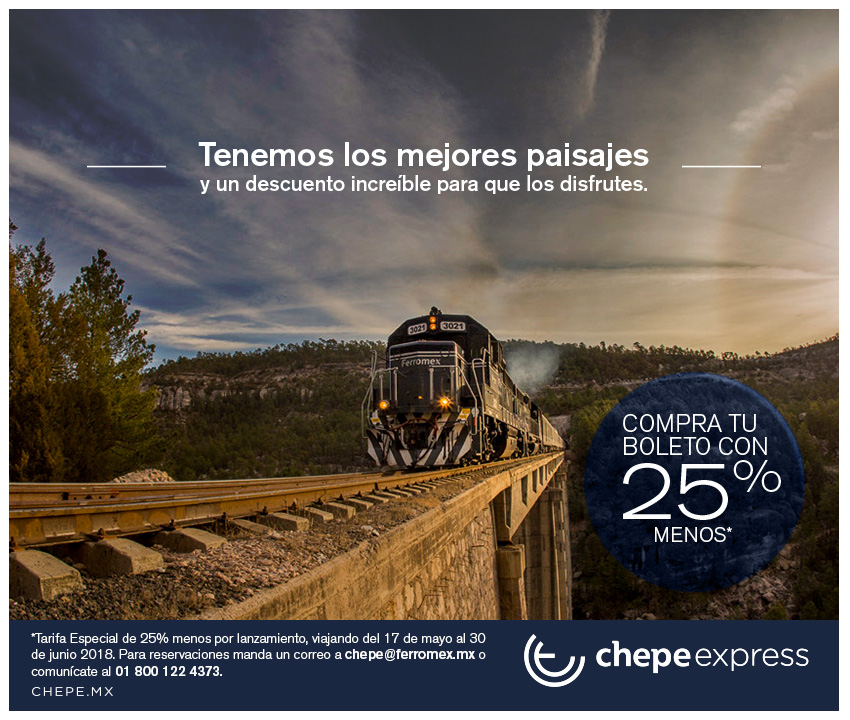 Tenemos los mejores paisajes
y un descuento increíble para que los disfrutes.
3021 3021
Ferromex
COMPRA TU
BOLETO CON
25%
MENOS*
*Tarifa Especial de 25% menos por lanzamiento, viajando del 17 de mayo al 30
de junio 2018. Para reservaciones manda un correo a chepe@ferromex.mx o
comunícate al 01 800 122 4373.
CHEPE.MX
chepe express